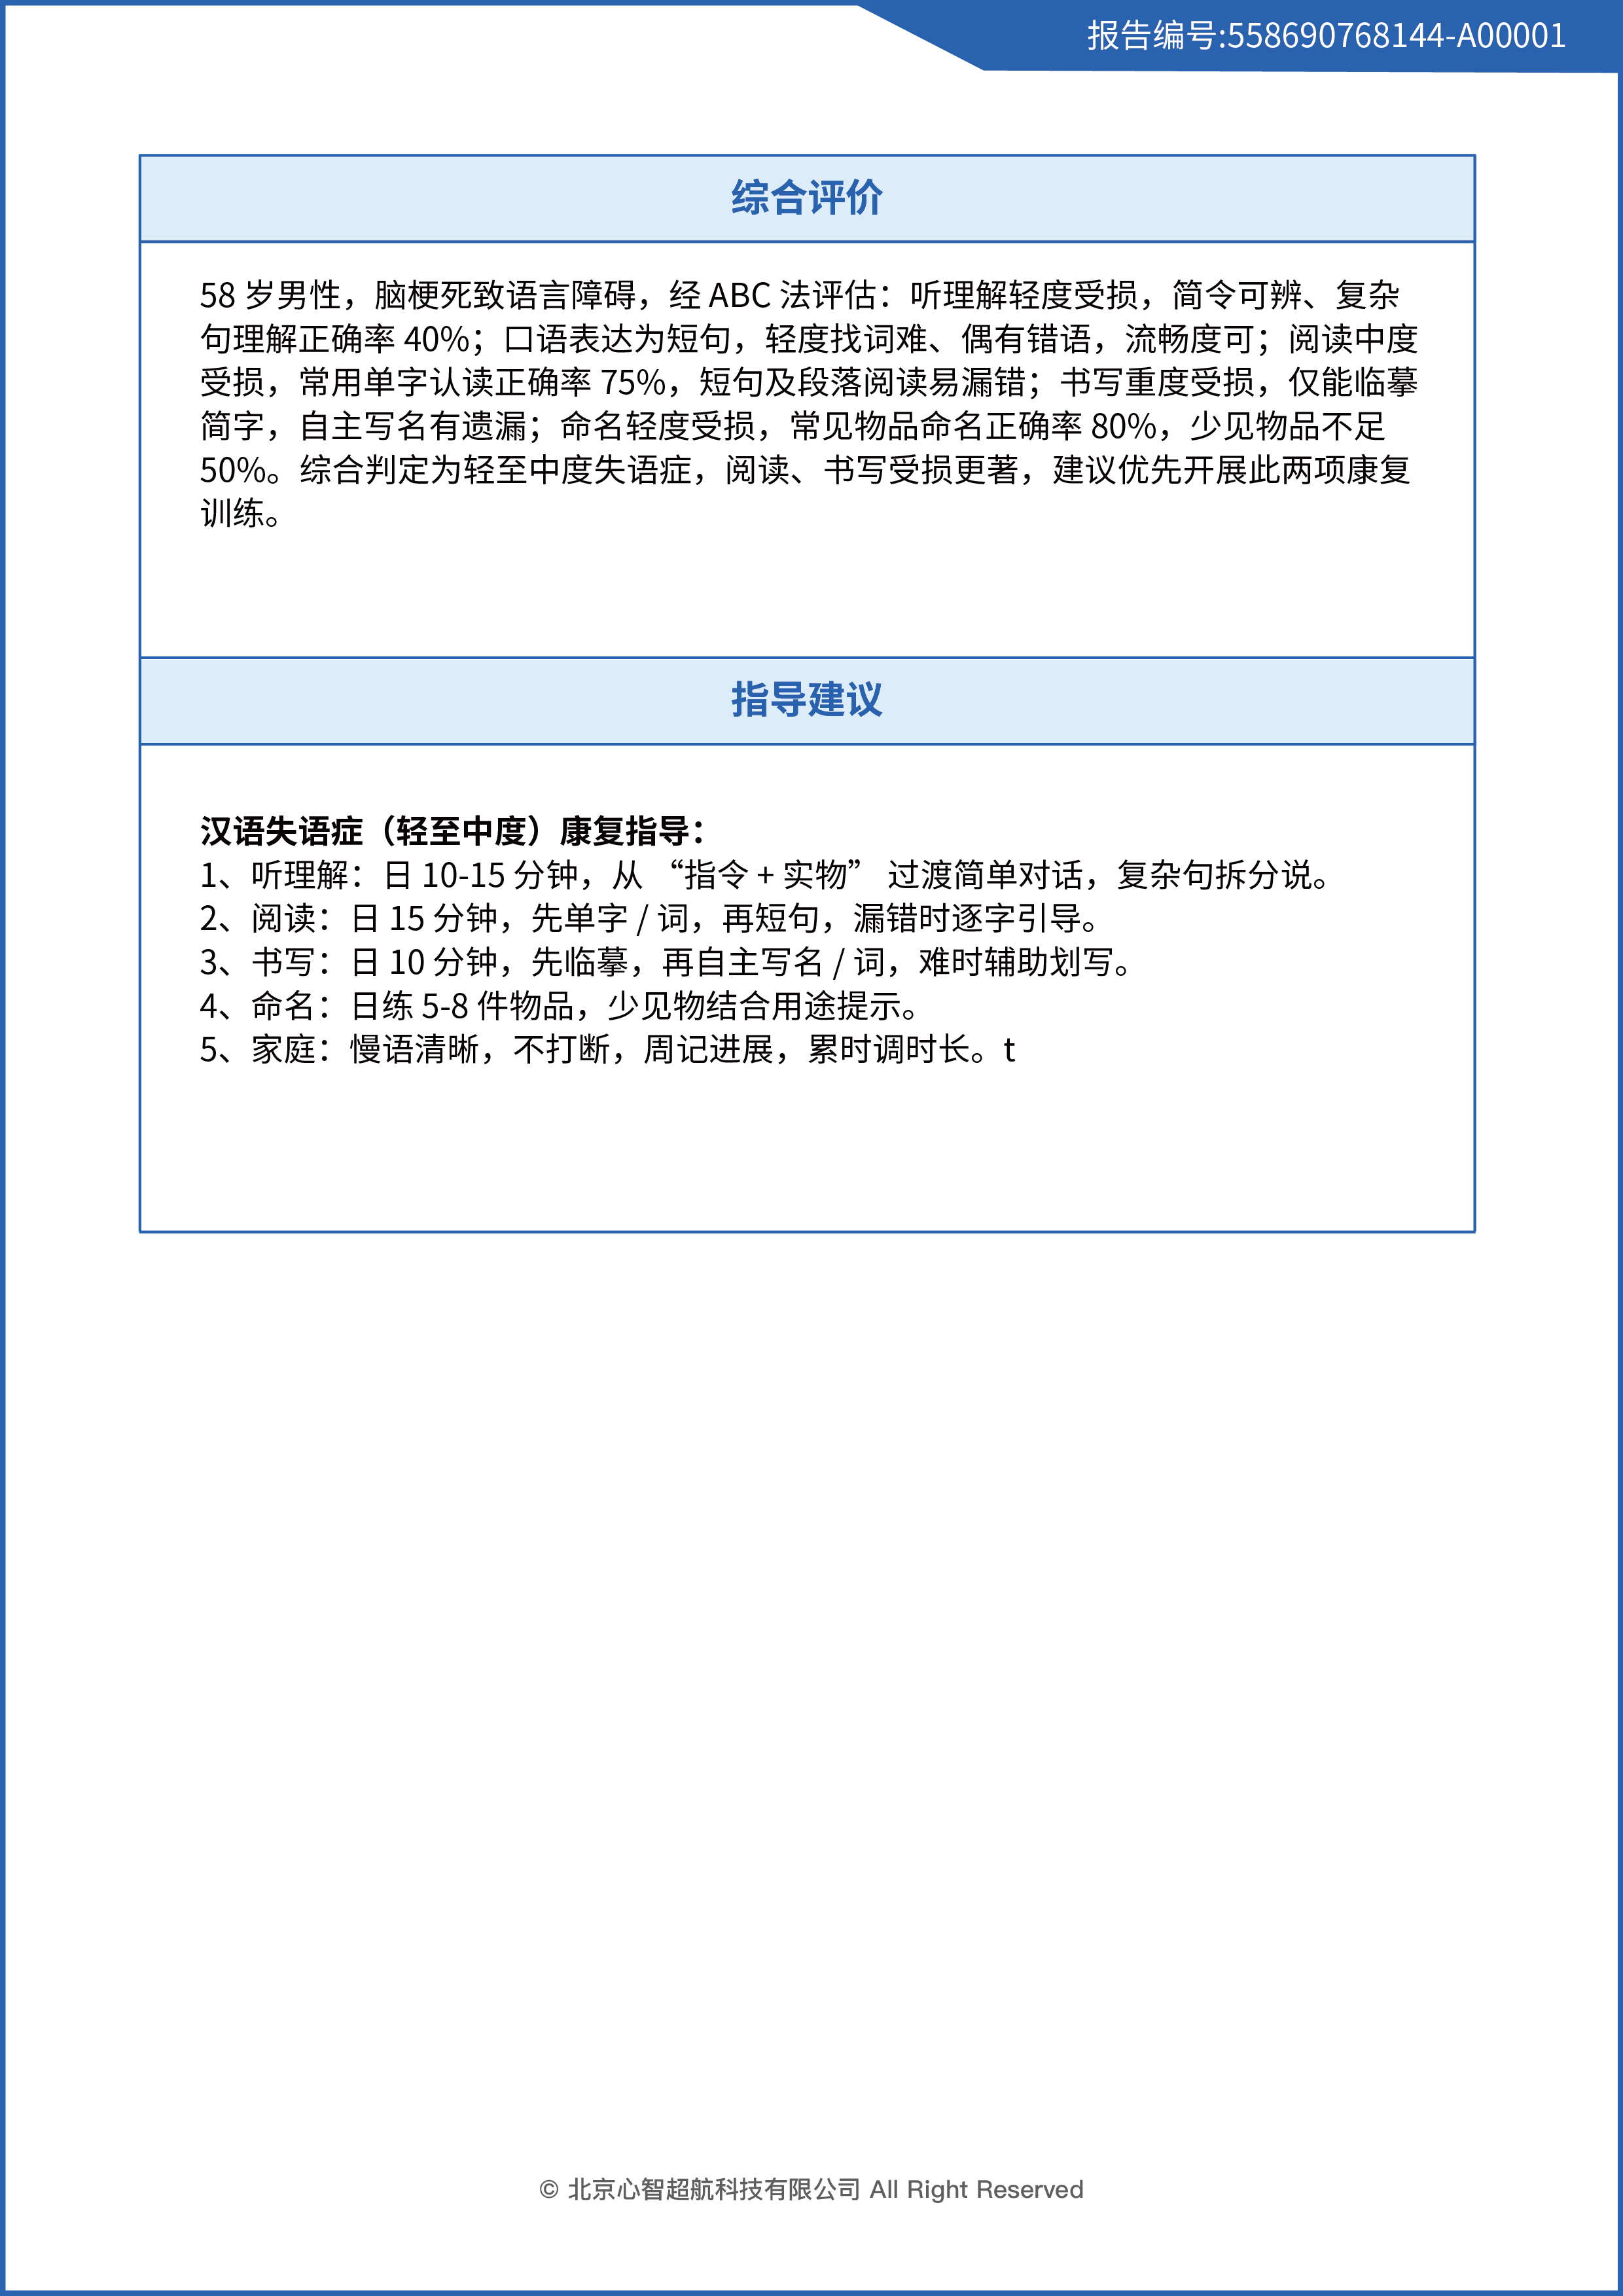 报告编号:558690768144-A00001
综合评价
58 岁男性，脑梗死致语言障碍，经 ABC 法评估：听理解轻度受损，简令可辨、复杂
句理解正确率 40%；口语表达为短句，轻度找词难、偶有错语，流畅度可；阅读中度
受损，常用单字认读正确率 75%，短句及段落阅读易漏错；书写重度受损，仅能临摹
简字，自主写名有遗漏；命名轻度受损，常见物品命名正确率 80%，少见物品不足
50%。综合判定为轻至中度失语症，阅读、书写受损更著，建议优先开展此两项康复
训练。
指导建议
汉语失语症（轻至中度）康复指导：
1、听理解：日 10-15 分钟，从 “指令 + 实物” 过渡简单对话，复杂句拆分说。
2、阅读：日 15 分钟，先单字 / 词，再短句，漏错时逐字引导。
3、书写：日 10 分钟，先临摹，再自主写名 / 词，难时辅助划写。
4、命名：日练 5-8 件物品，少见物结合用途提示。
5、家庭：慢语清晰，不打断，周记进展，累时调时长。t
© 北京心智超航科技有限公司 All Right Reserved